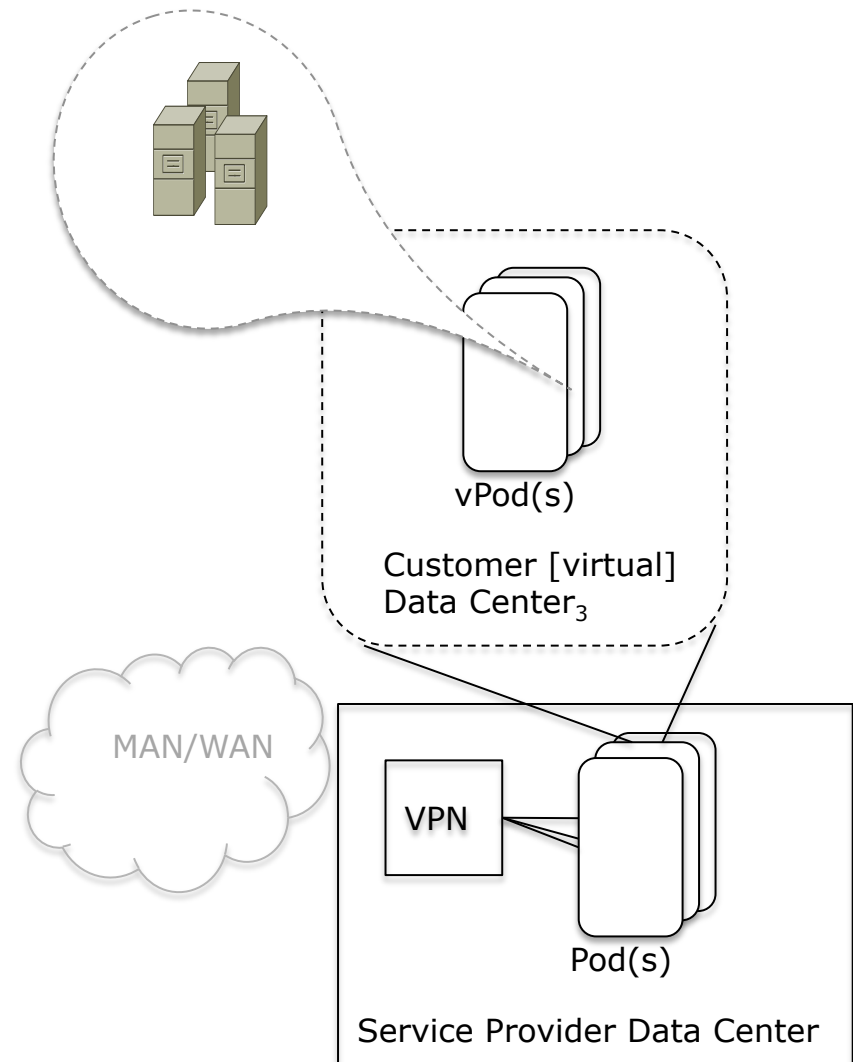 vPod(s)
Customer [virtual]
Data Center₃
MAN/WAN
VPN
Pod(s)
Service Provider Data Center